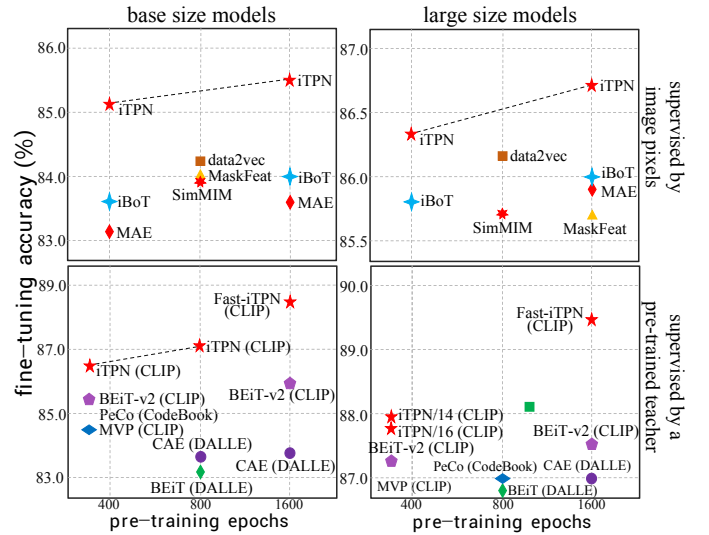 base size models
large size models
fine-tuning accuracy (%)
86.0
85.0
84.0
83.0
iTPN
iTPN
data2vec
MaskFeat
SimMIM
iBoT
iBoT
MAE
MAE
87.0
86.5
86.0
85.5
iTPN
iTPN
data2vec
iBoT
iBoT
MAE
SimMIM
MaskFeat
supervised by
image pixels
89.0
87.0
85.0
83.0
Fast-iTPN
(CLIP)
iTPN (CLIP)
iTPN (CLIP)
BEiT-v2 (CLIP)
BEiT-v2 (CLIP)
PeCo (CodeBook)
MVP (CLIP)
CAE (DALLE)
CAE (DALLE)
BEiT (DALLE)
400
800
1600
pre-training epochs
90.0
89.0
88.0
87.0
Fast-iTPN
(CLIP)
iTPN/14 (CLIP)
iTPN/16 (CLIP)
BEiT-v2 (CLIP)
BEiT-v2 (CLIP)
PeCo (CodeBook)
CAE (DALLE)
MVP (CLIP)
BEiT (DALLE)
400
800
1600
pre-training epochs
supervised by a
pre-trained teacher